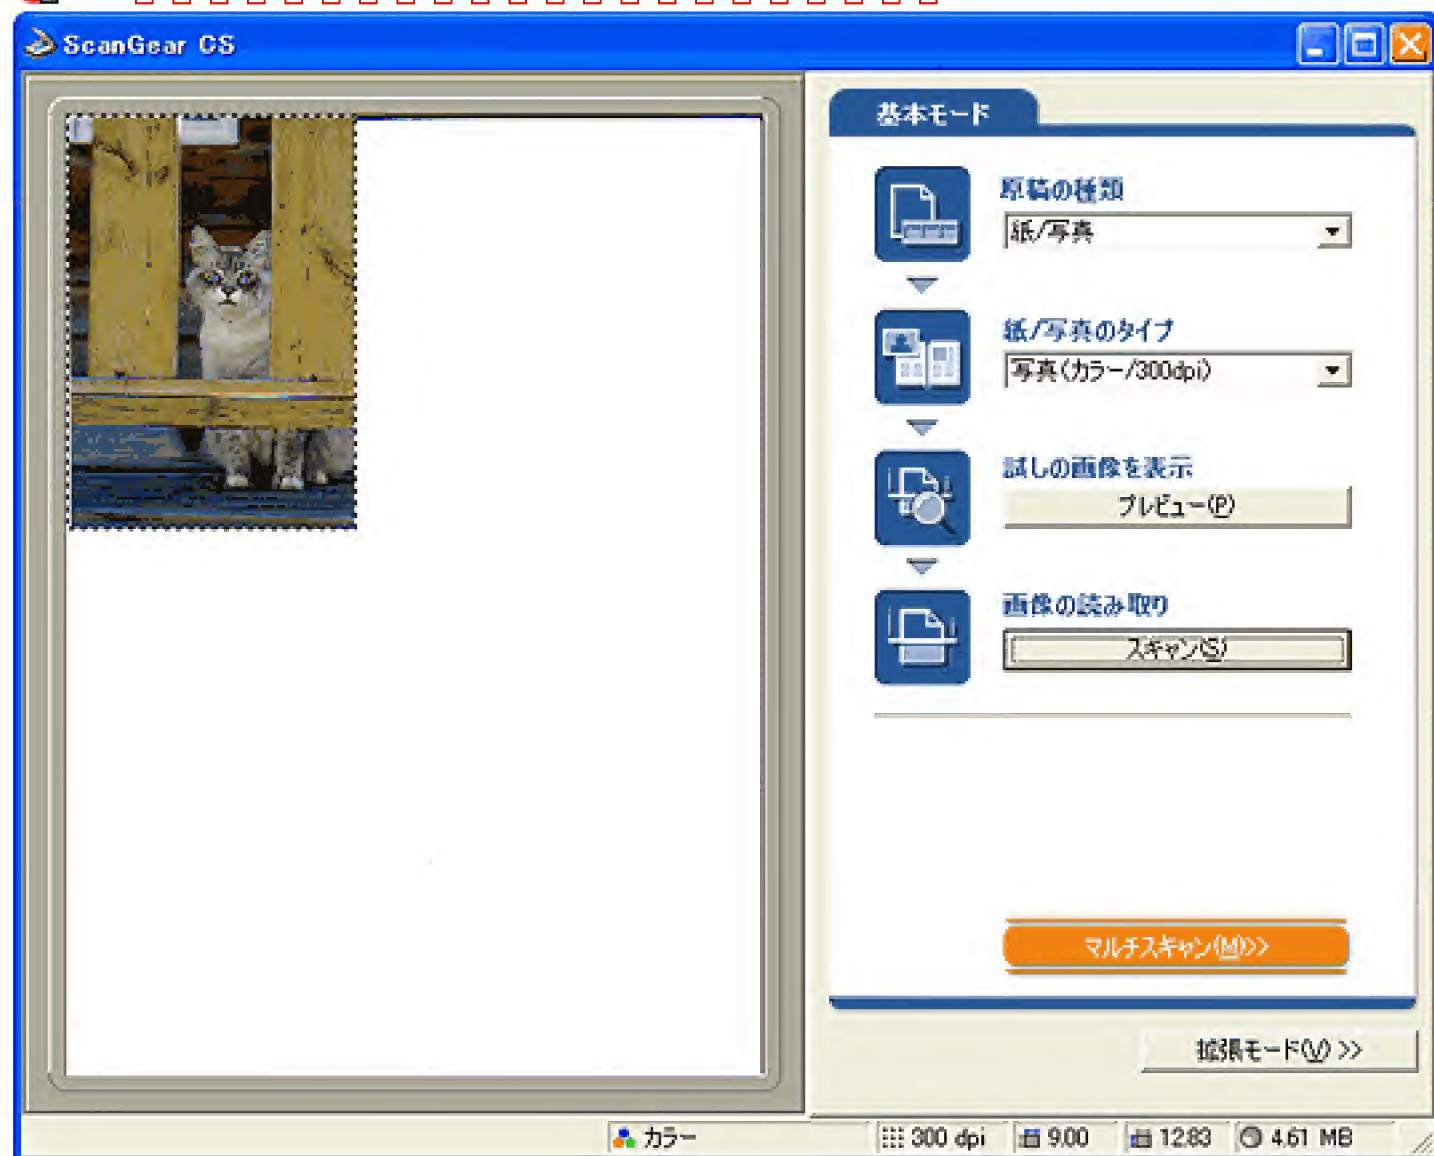 ScanGear CS
基本モード
原稿の種類
紙/写真
紙/写真のタイプ
写真(カラー/300dpi)
試しの画像を表示
プレビュー(P)
画像の読み取り
スキャン(S)
マルチスキャン(M)>>
拡張モード(V) >>
カラー 300 dpi 9.00 12.83 4.61 MB